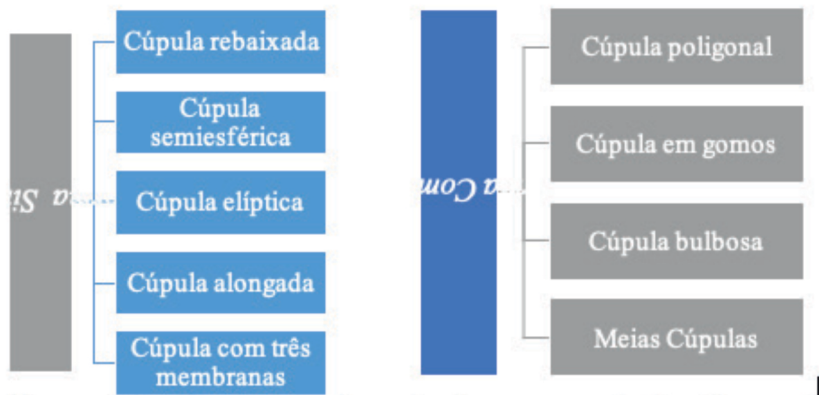 Cúpula rebaixada
Cúpula
semiesférica
Cúpula elíptica
Cúpula alongada
Cúpula com três
membranas
Cúpula poligonal
Cúpula em gomos
Cúpula bulbosa
Meias Cúpulas